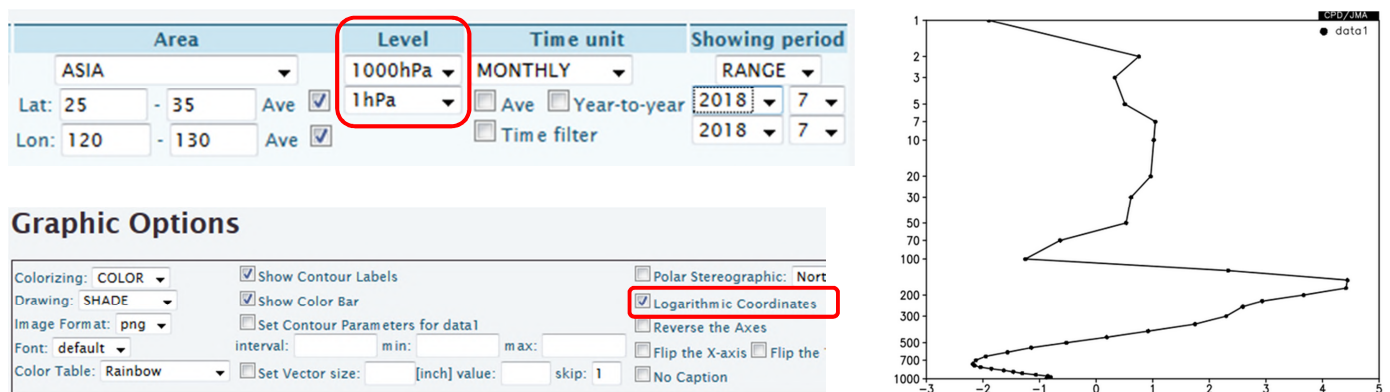 Area Level Time unit Showing period
ASIA 1000hPa MONTHLY RANGE
Lat: 25 - 35 Ave 1hPa Ave Year-to-year 2018 7
Lon: 120 - 130 Ave Time filter 2018 7
Graphic Options
Colorizing: COLOR Show Contour Labels Polar Stereographic: Nort
Drawing: SHADE Show Color Bar Logarithmic Coordinates
Image Format: png Set Contour Parameters for data1 Reverse the Axes
Font: default interval: min: max: Flip the X-axis Flip the
Color Table: Rainbow Set Vector size: [inch] value: skip: 1 No Caption
CPD/JMA
data1
1
2
3
5
7
10
20
30
50
70
100
200
300
500
700
1000
-3 -2 -1 0 1 2 3 4 5